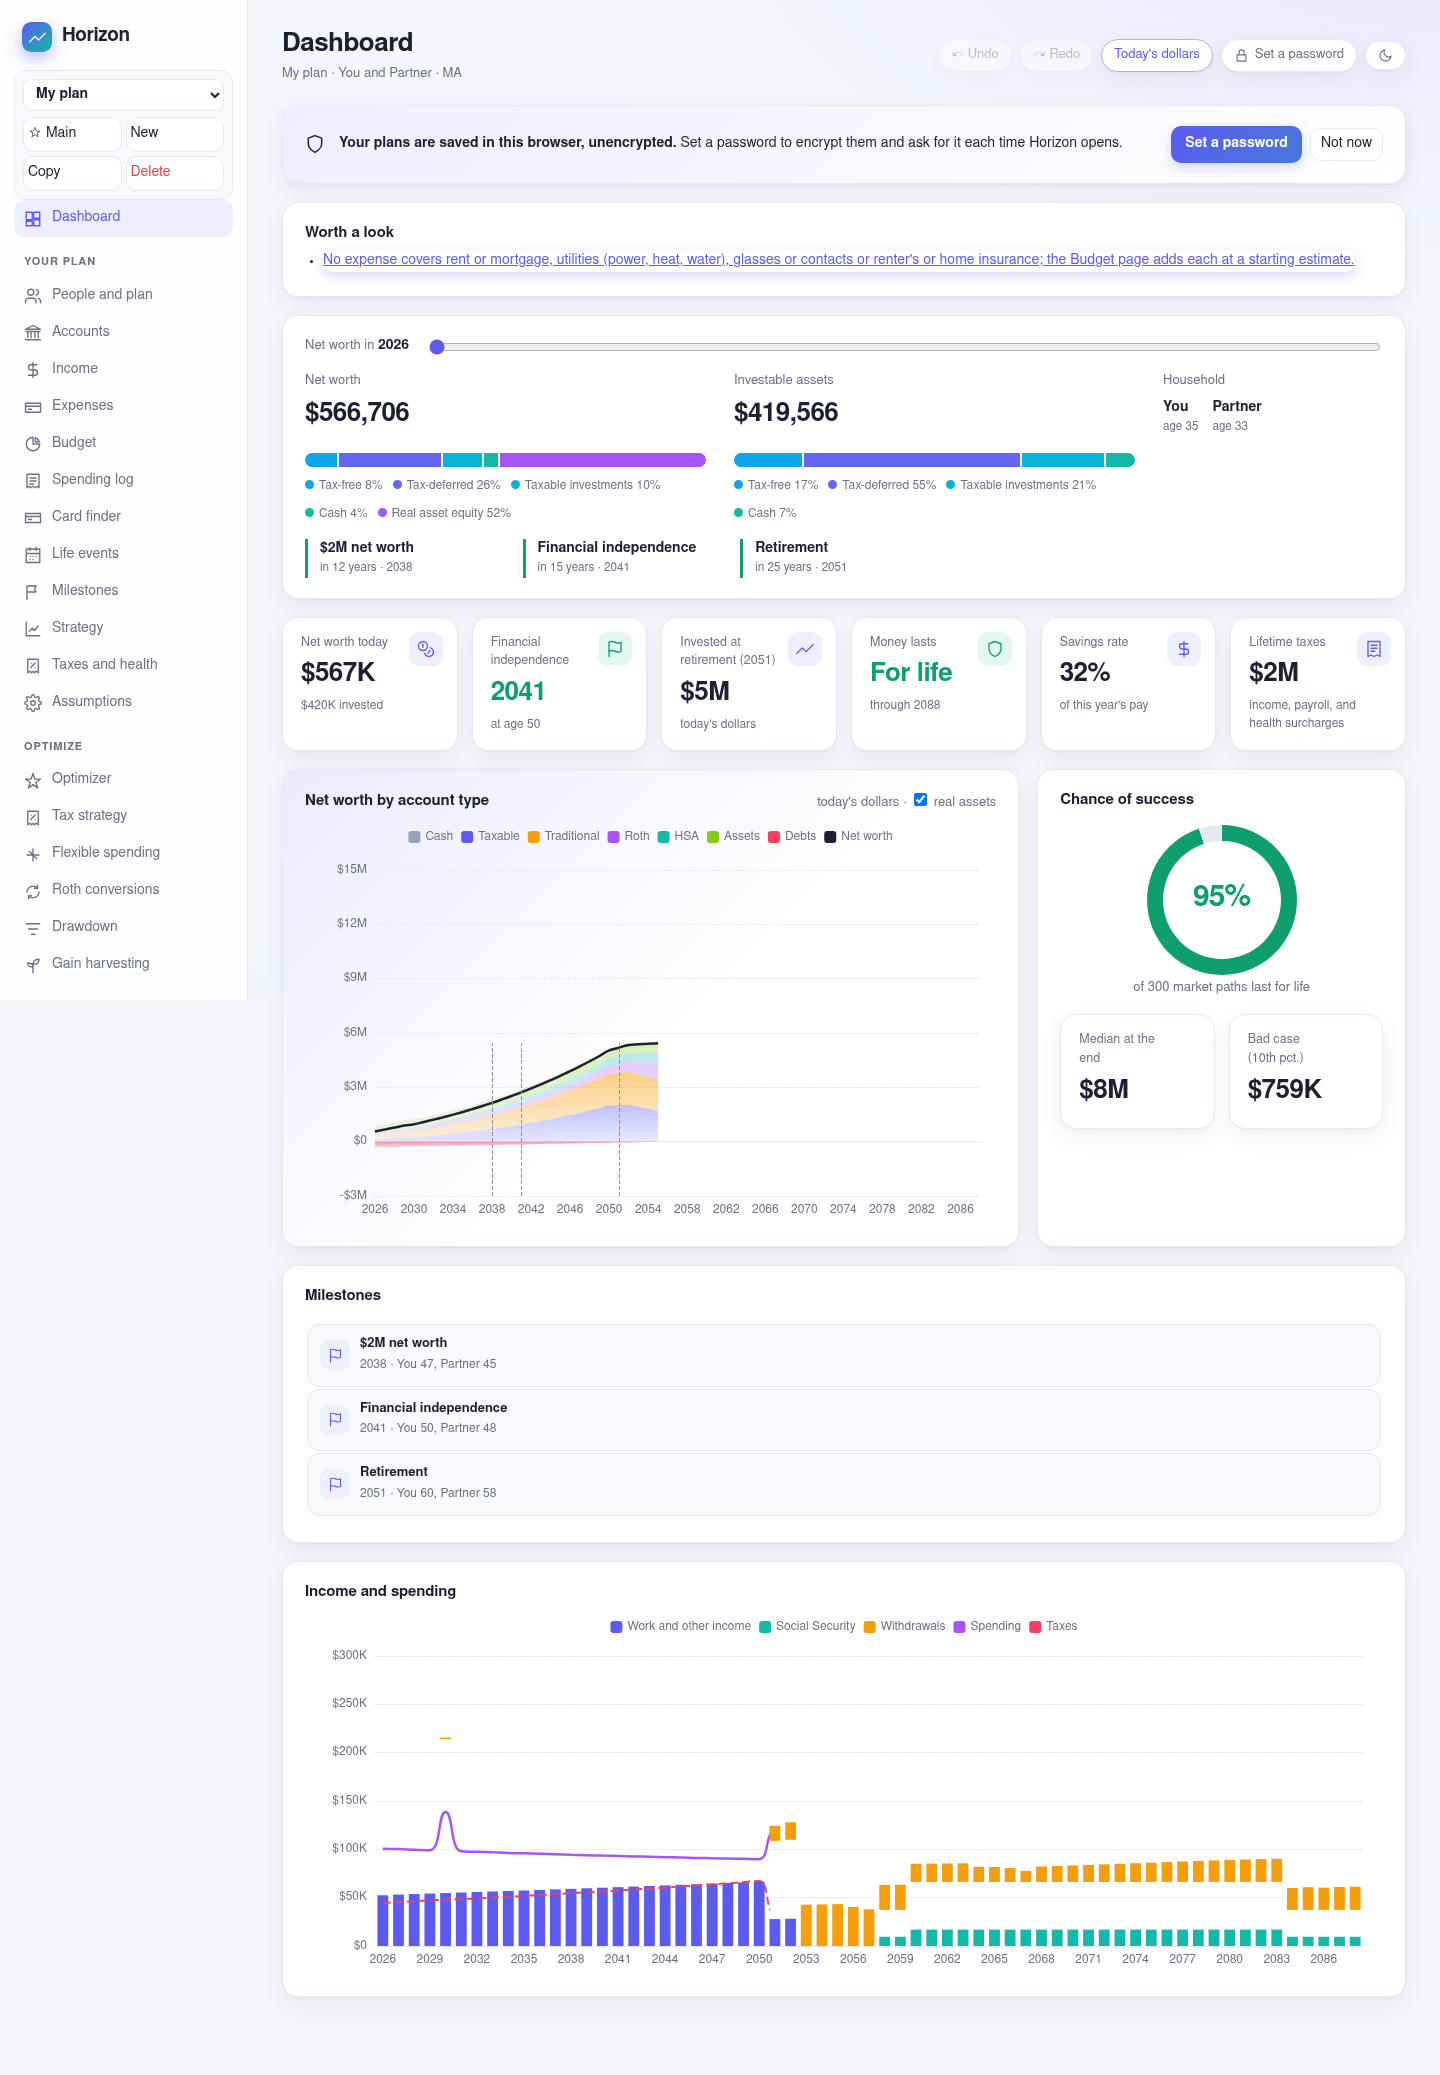 Horizon
My plan
☆ Main
New
Copy
Delete
Dashboard
YOUR PLAN
People and plan
Accounts
Income
Expenses
Budget
Spending log
Card finder
Life events
Milestones
Strategy
Taxes and health
Assumptions
OPTIMIZE
Optimizer
Tax strategy
Flexible spending
Roth conversions
Drawdown
Gain harvesting
Dashboard
My plan · You and Partner · MA
Undo
Redo
Today's dollars
Set a password
Your plans are saved in this browser, unencrypted. Set a password to encrypt them and ask for it each time Horizon opens.
Set a password
Not now
Worth a look
• No expense covers rent or mortgage, utilities (power, heat, water), glasses or contacts or renter's or home insurance; the Budget page adds each at a starting estimate.
Net worth in 2026
Net worth
$566,706
Tax-free 8% Tax-deferred 26% Taxable investments 10%
Cash 4% Real asset equity 52%
Investable assets
$419,566
Tax-free 17% Tax-deferred 55% Taxable investments 21%
Cash 7%
Household
You Partner
age 35 age 33
$2M net worth
in 12 years · 2038
Financial independence
in 15 years · 2041
Retirement
in 25 years · 2051
Net worth today
$567K
$420K invested
Financial
independence
2041
at age 50
Invested at
retirement (2051)
$5M
today's dollars
Money lasts
For life
through 2088
Savings rate
32%
of this year's pay
Lifetime taxes
$2M
income, payroll, and
health surcharges
Net worth by account type
today's dollars · real assets
Cash Taxable Traditional Roth HSA Assets Debts Net worth
$15M
$12M
$9M
$6M
$3M
$0
-$3M
2026 2030 2034 2038 2042 2046 2050 2054 2058 2062 2066 2070 2074 2078 2082 2086
Chance of success
95%
of 300 market paths last for life
Median at the
end
$8M
Bad case
(10th pct.)
$759K
Milestones
$2M net worth
2038 · You 47, Partner 45
Financial independence
2041 · You 50, Partner 48
Retirement
2051 · You 60, Partner 58
Income and spending
Work and other income Social Security Withdrawals Spending Taxes
$300K
$250K
$200K
$150K
$100K
$50K
$0
2026 2029 2032 2035 2038 2041 2044 2047 2050 2053 2056 2059 2062 2065 2068 2071 2074 2077 2080 2083 2086